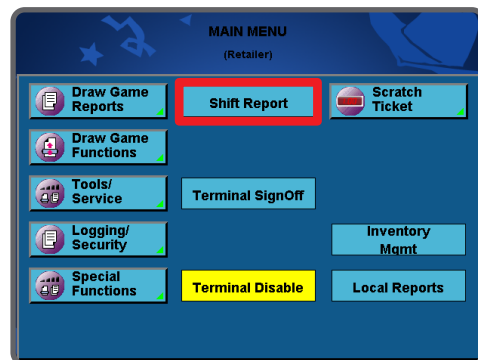 MAIN MENU
(Retailer)
Draw Game
Reports
Shift Report
Scratch
Ticket
Draw Game
Functions
Tools/
Service
Terminal SignOff
Logging/
Security
Inventory
Mgmt
Special
Functions
Terminal Disable
Local Reports